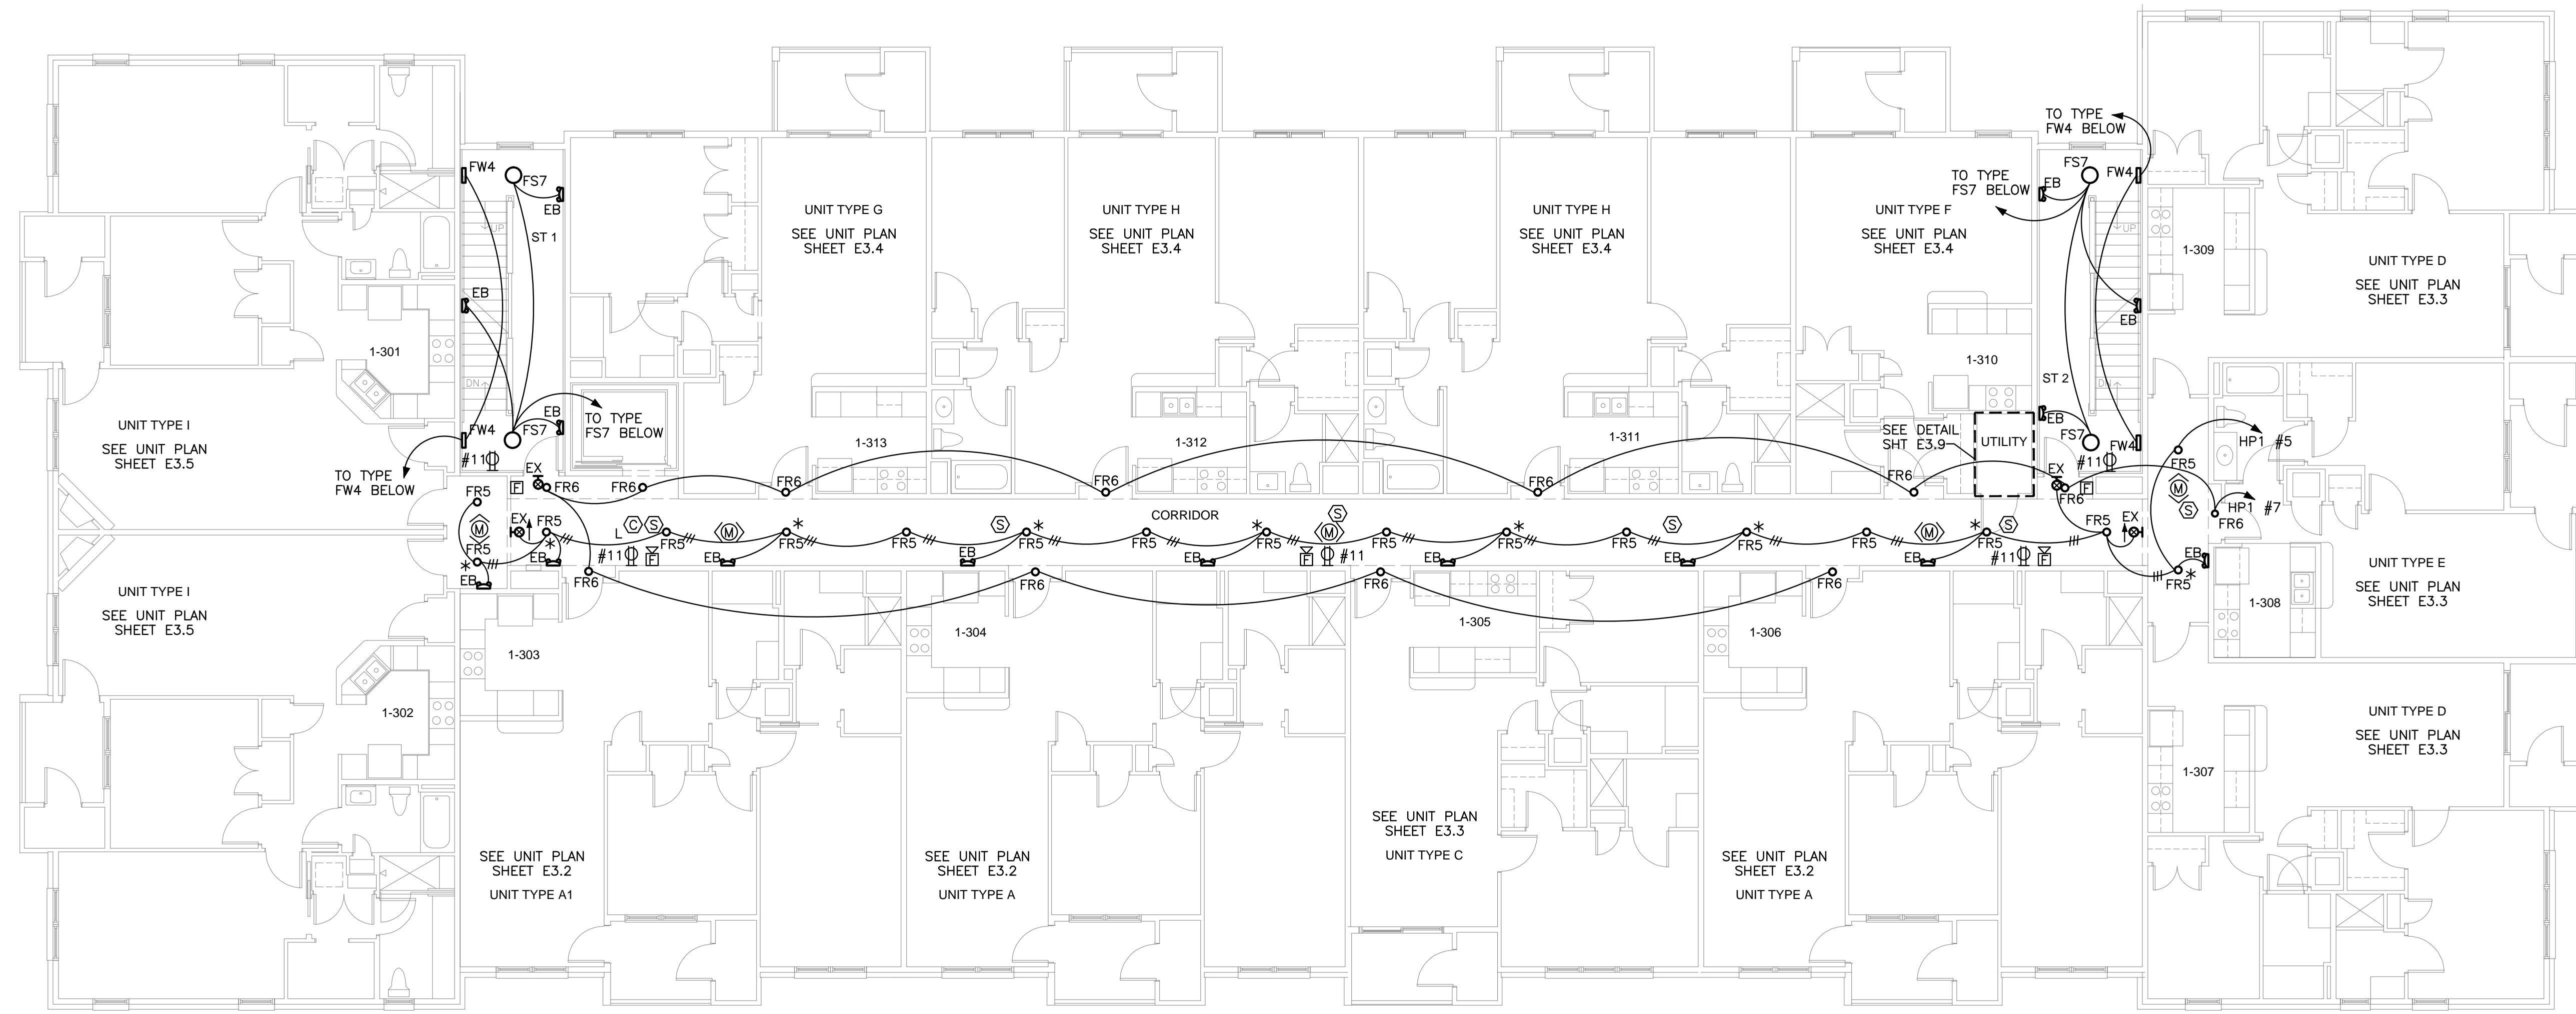 TO TYPE
FW4 BELOW
FW4
FS7
EB
ST 1
UP
EB
DN
FW4
FS7
EB
TO TYPE
FS7 BELOW
TO TYPE
FW4 BELOW
#11
UNIT TYPE G
SEE UNIT PLAN
SHEET E3.4
UNIT TYPE H
SEE UNIT PLAN
SHEET E3.4
UNIT TYPE H
SEE UNIT PLAN
SHEET E3.4
UNIT TYPE F
SEE UNIT PLAN
SHEET E3.4
TO TYPE
FS7 BELOW
FS7
FW4
EB
UP
EB
ST 2
DN
EB
FS7
FW4
#11
1-309
UNIT TYPE D
SEE UNIT PLAN
SHEET E3.3
1-301
UNIT TYPE I
SEE UNIT PLAN
SHEET E3.5
1-313
1-312
1-311
1-310
SEE DETAIL
SHT E3.9
UTILITY
HP1 #5
FR5
HP1 #7
FR6
EX
F
FR6
FR6
FR6
FR6
FR6
FR6
EX
F
FR6
CORRIDOR
FR5
M
FR5
*
EB
EX
FR5
*
EB
L
C
S
FR5
#11
F
M
EB
*
FR5
FR5
S
EB
*
FR5
FR5
EB
*
FR5
S
M
F
#11
FR5
EB
*
FR5
FR5
S
EB
*
FR5
FR5
M
EB
*
FR5
S
#11
F
FR5
EX
M
S
EB
FR5
*
FR6
FR6
FR6
FR6
UNIT TYPE I
SEE UNIT PLAN
SHEET E3.5
1-302
1-303
1-304
1-305
1-306
1-308
UNIT TYPE E
SEE UNIT PLAN
SHEET E3.3
1-307
UNIT TYPE D
SEE UNIT PLAN
SHEET E3.3
SEE UNIT PLAN
SHEET E3.2
UNIT TYPE A1
SEE UNIT PLAN
SHEET E3.2
UNIT TYPE A
SEE UNIT PLAN
SHEET E3.3
UNIT TYPE C
SEE UNIT PLAN
SHEET E3.2
UNIT TYPE A